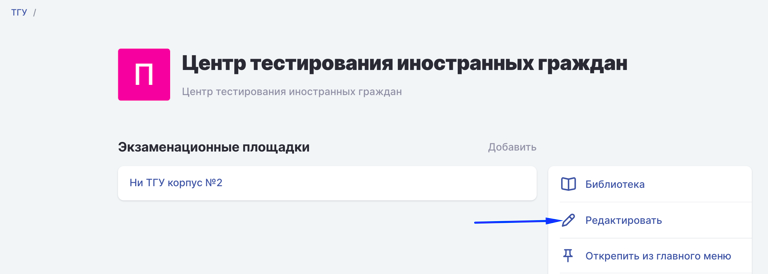 ТГУ /
П
Центр тестирования иностранных граждан
Центр тестирования иностранных граждан
Экзаменационные площадки
Добавить
Ни ТГУ корпус №2
Библиотека
Редактировать
Открепить из главного меню